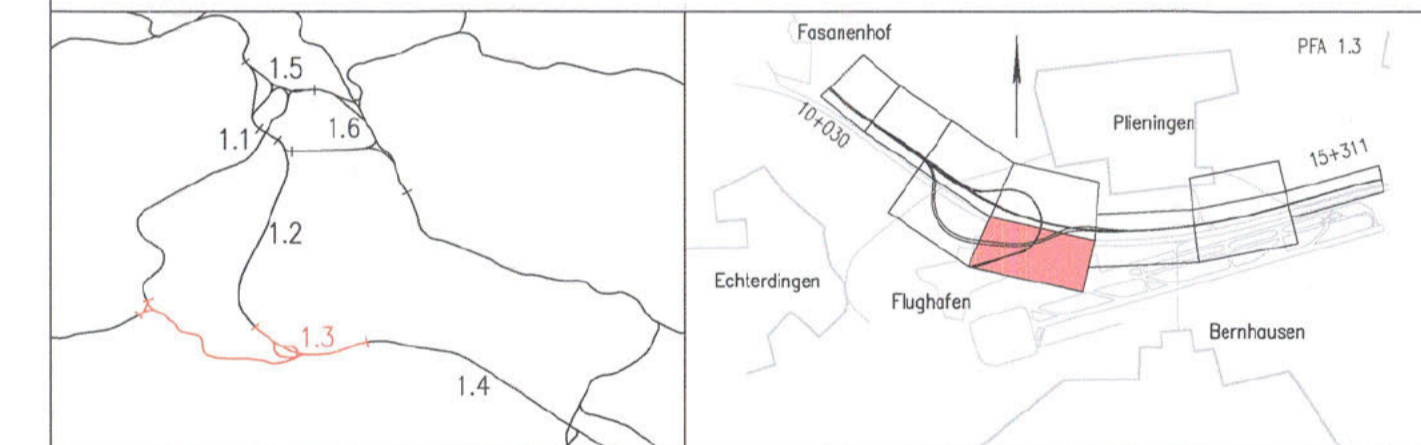 1.5
1.1
1.6
1.2
1.3
1.4
Fasanenhof
PFA 1.3
10+030
Plieningen
15+311
Echterdingen
Flughafen
Bernhausen